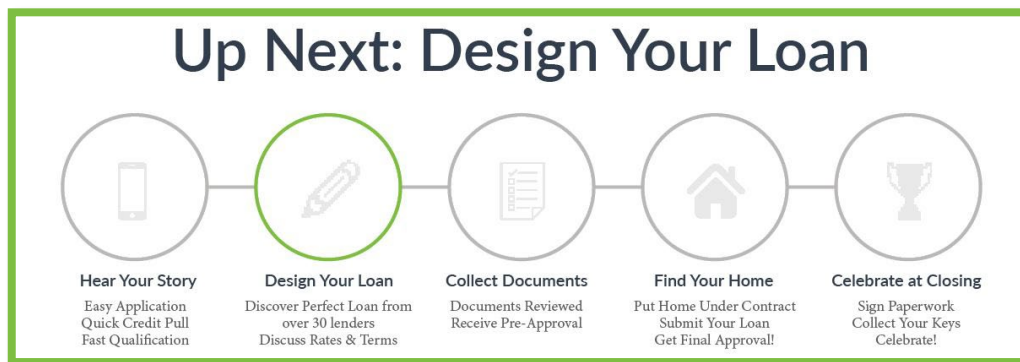 Up Next: Design Your Loan
Hear Your Story
Easy Application
Quick Credit Pull
Fast Qualification
Design Your Loan
Discover Perfect Loan from
over 30 lenders
Discuss Rates & Terms
Collect Documents
Documents Reviewed
Receive Pre-Approval
Find Your Home
Put Home Under Contract
Submit Your Loan
Get Final Approval!
Celebrate at Closing
Sign Paperwork
Collect Your Keys
Celebrate!